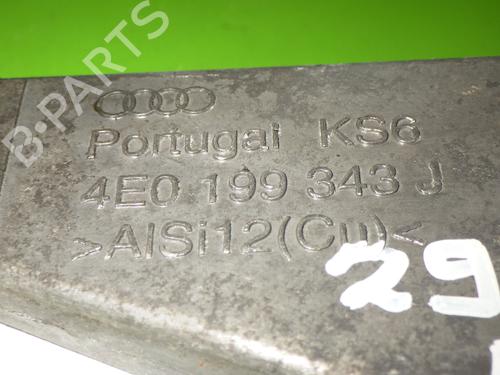 B-PARTS
Portugal KS6
4E0 199 343 J
>AlSi12(Cu)<
29